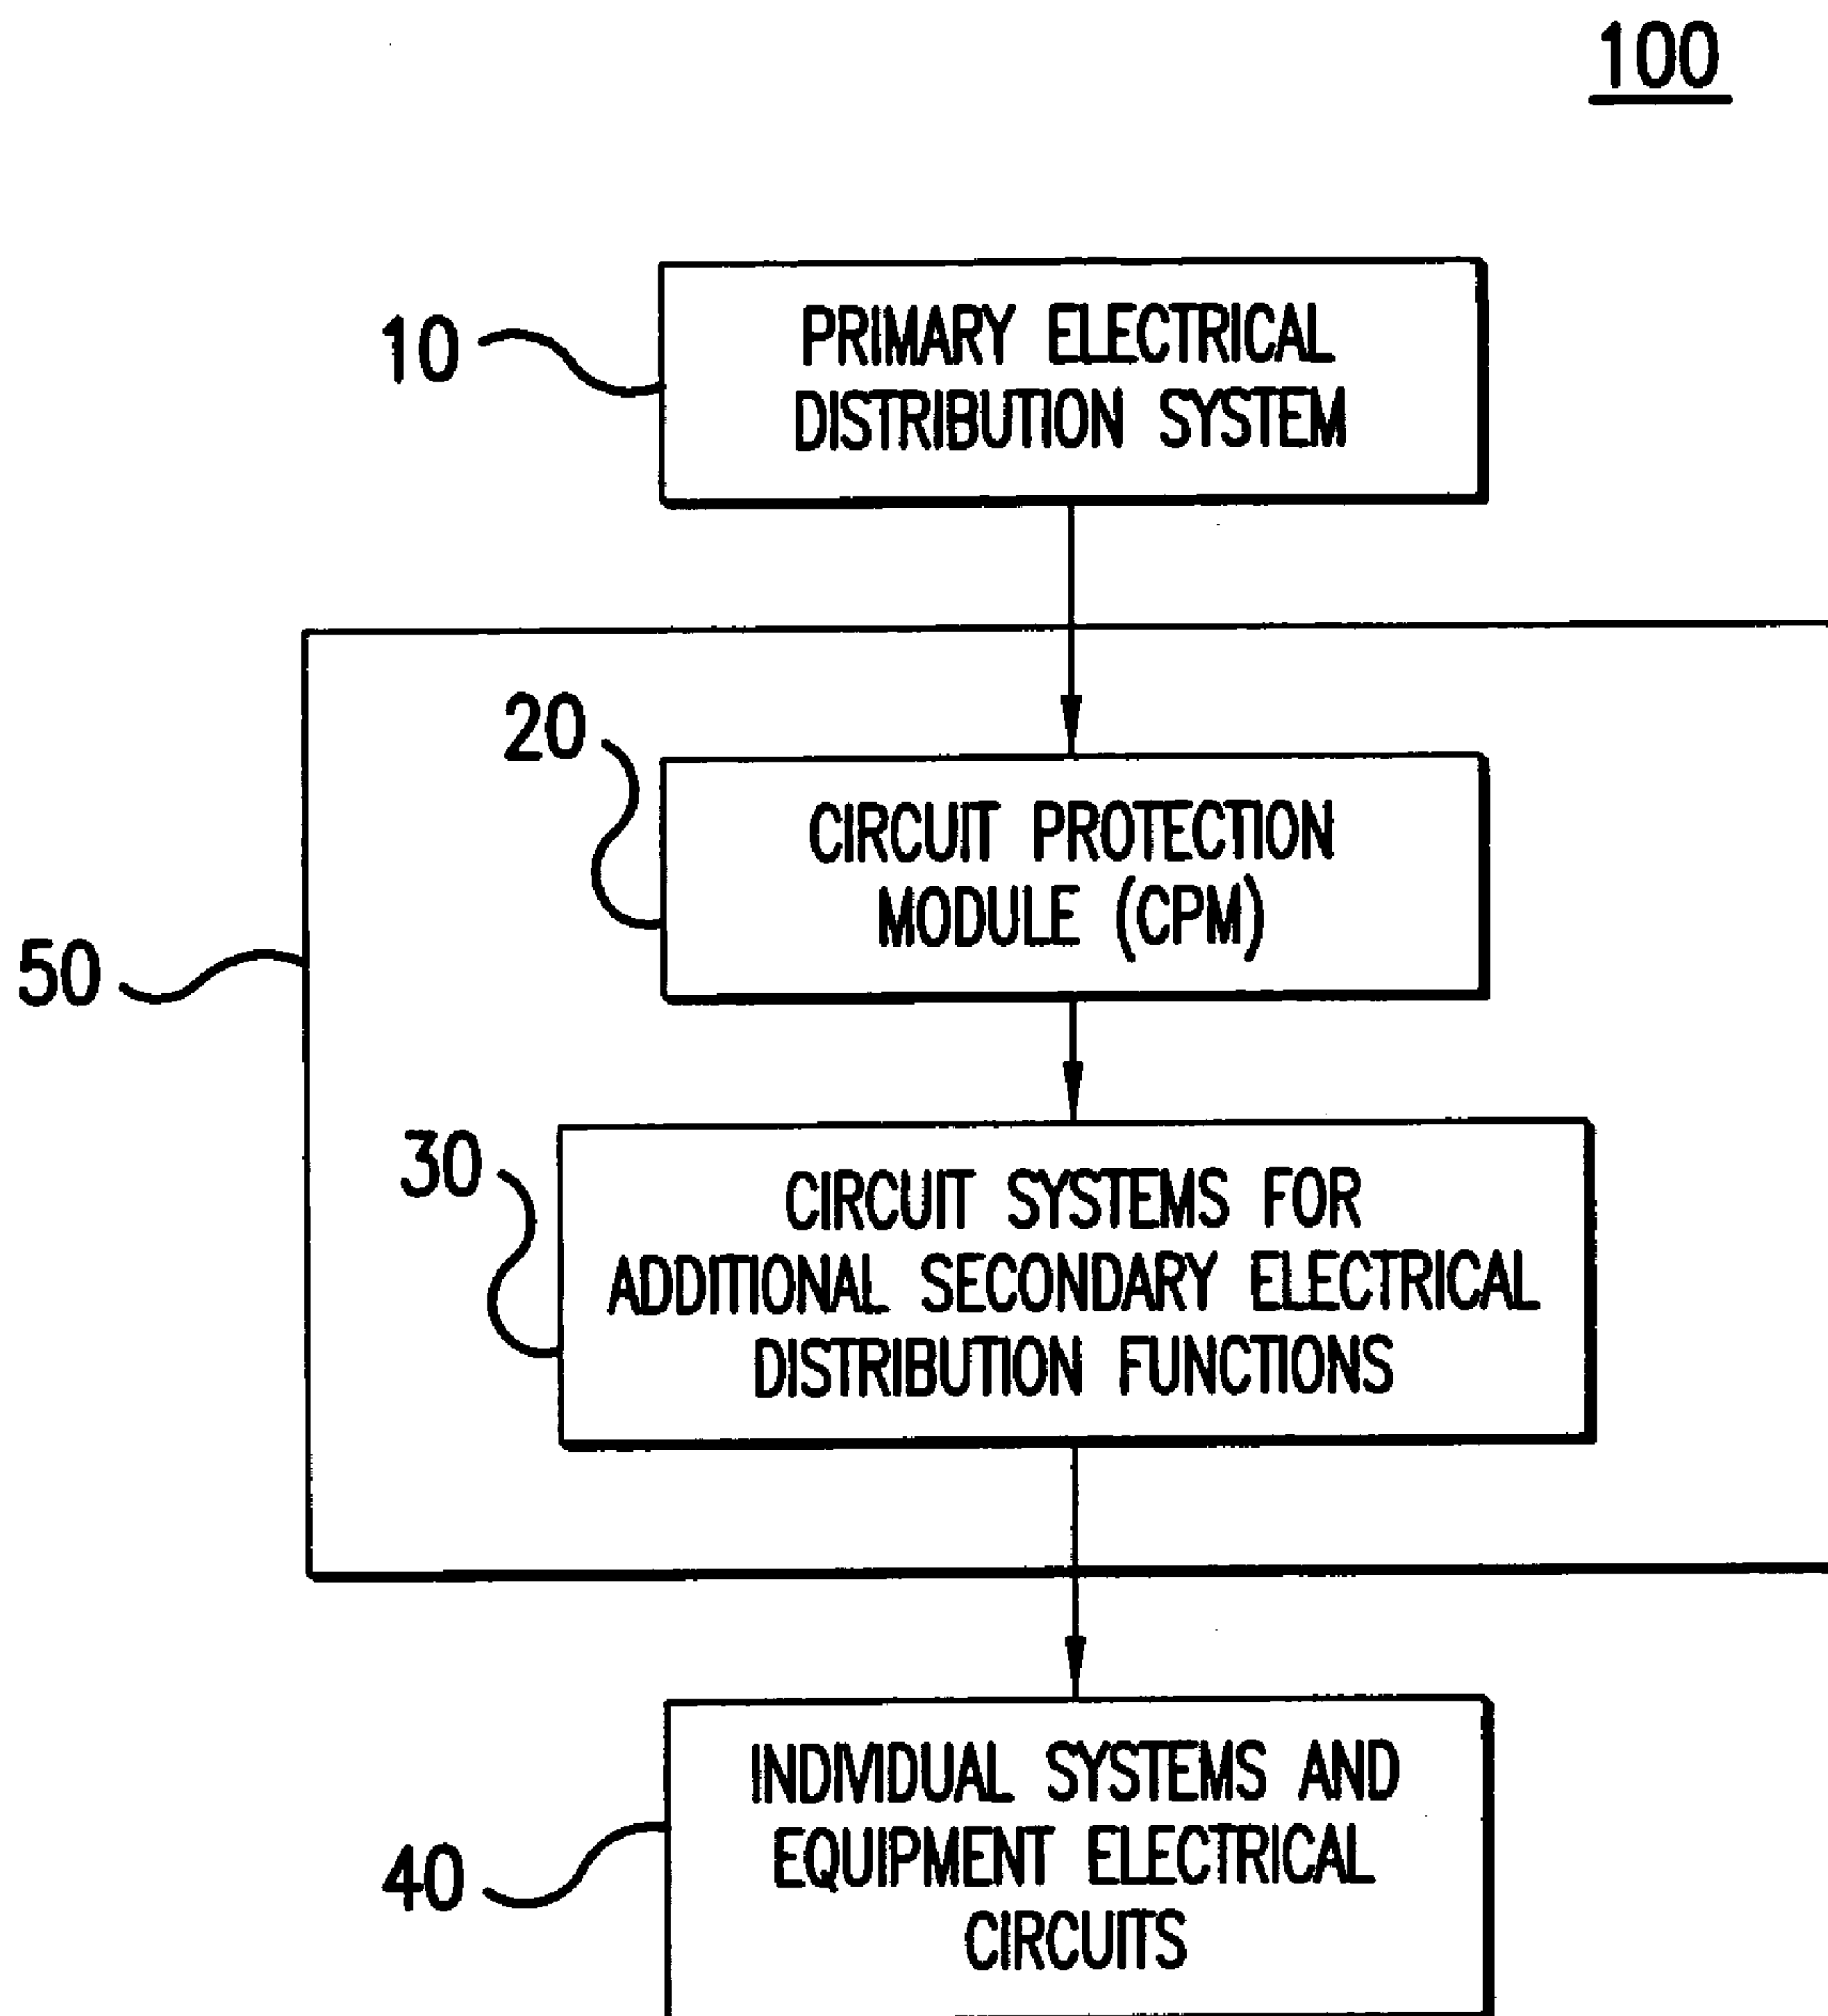 100
10
PRIMARY ELECTRICAL
DISTRIBUTION SYSTEM
20
CIRCUIT PROTECTION
MODULE (CPM)
50
30
CIRCUIT SYSTEMS FOR
ADDITIONAL SECONDARY ELECTRICAL
DISTRIBUTION FUNCTIONS
40
INDIVIDUAL SYSTEMS AND
EQUIPMENT ELECTRICAL
CIRCUITS